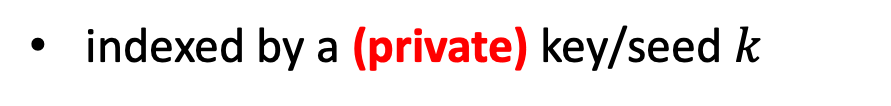 • indexed by a (private) key/seed k